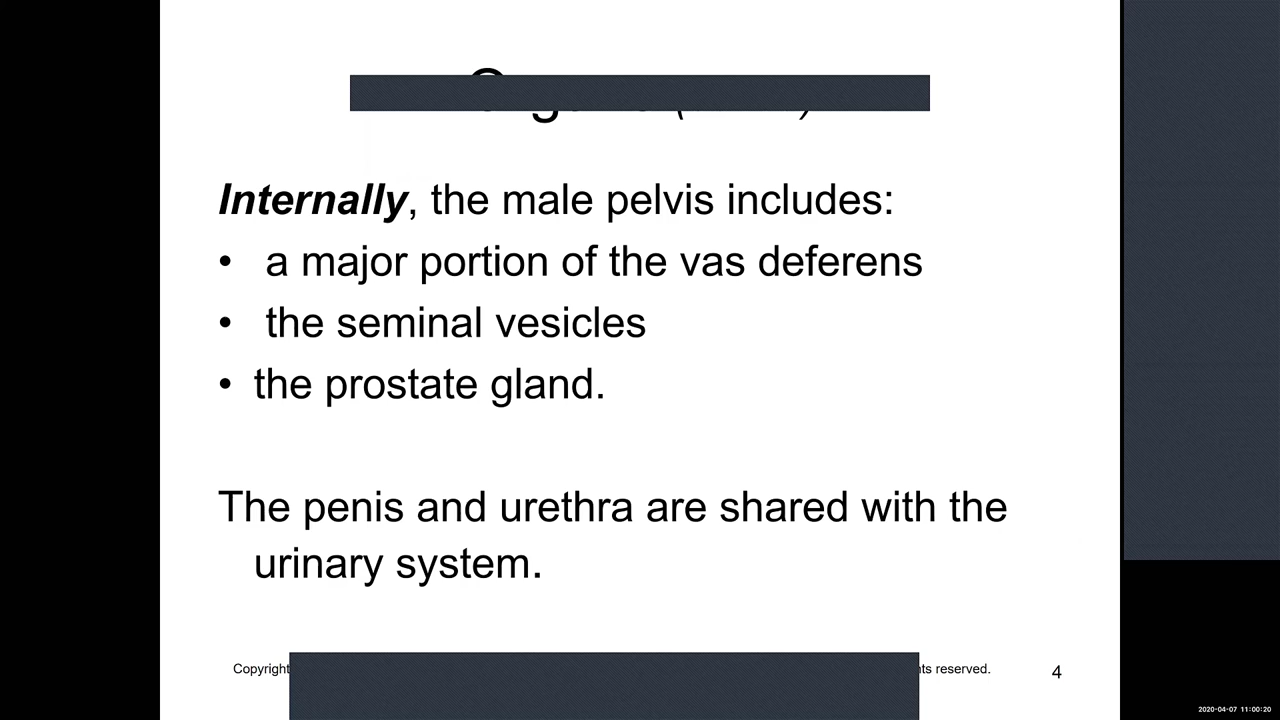 Internally, the male pelvis includes:
• a major portion of the vas deferens
• the seminal vesicles
• the prostate gland.
The penis and urethra are shared with the
urinary system.
Copyright
reserved.
4
2020-04-07 11:00:20